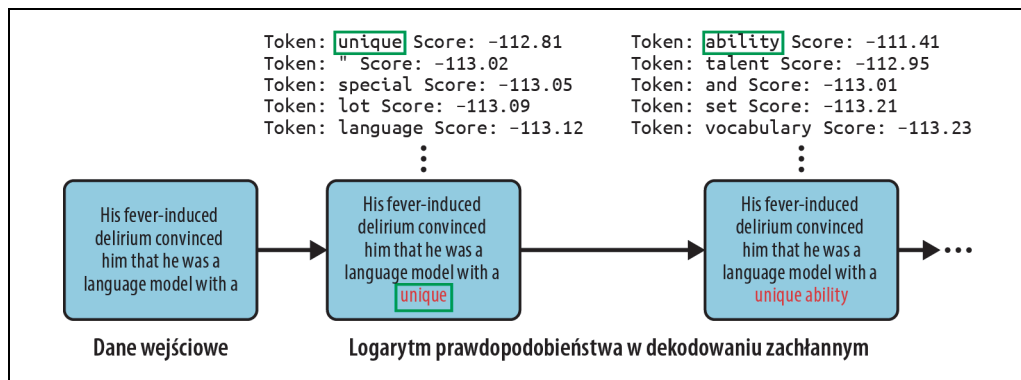 Token: unique Score: -112.81
Token: " Score: -113.02
Token: special Score: -113.05
Token: lot Score: -113.09
Token: language Score: -113.12
Token: ability Score: -111.41
Token: talent Score: -112.95
Token: and Score: -113.01
Token: set Score: -113.21
Token: vocabulary Score: -113.23
His fever-induced
delirium convinced
him that he was a
language model with a
His fever-induced
delirium convinced
him that he was a
language model with a
unique
His fever-induced
delirium convinced
him that he was a
language model with a
unique ability
Dane wejściowe
Logarytm prawdopodobieństwa w dekodowaniu zachłannym